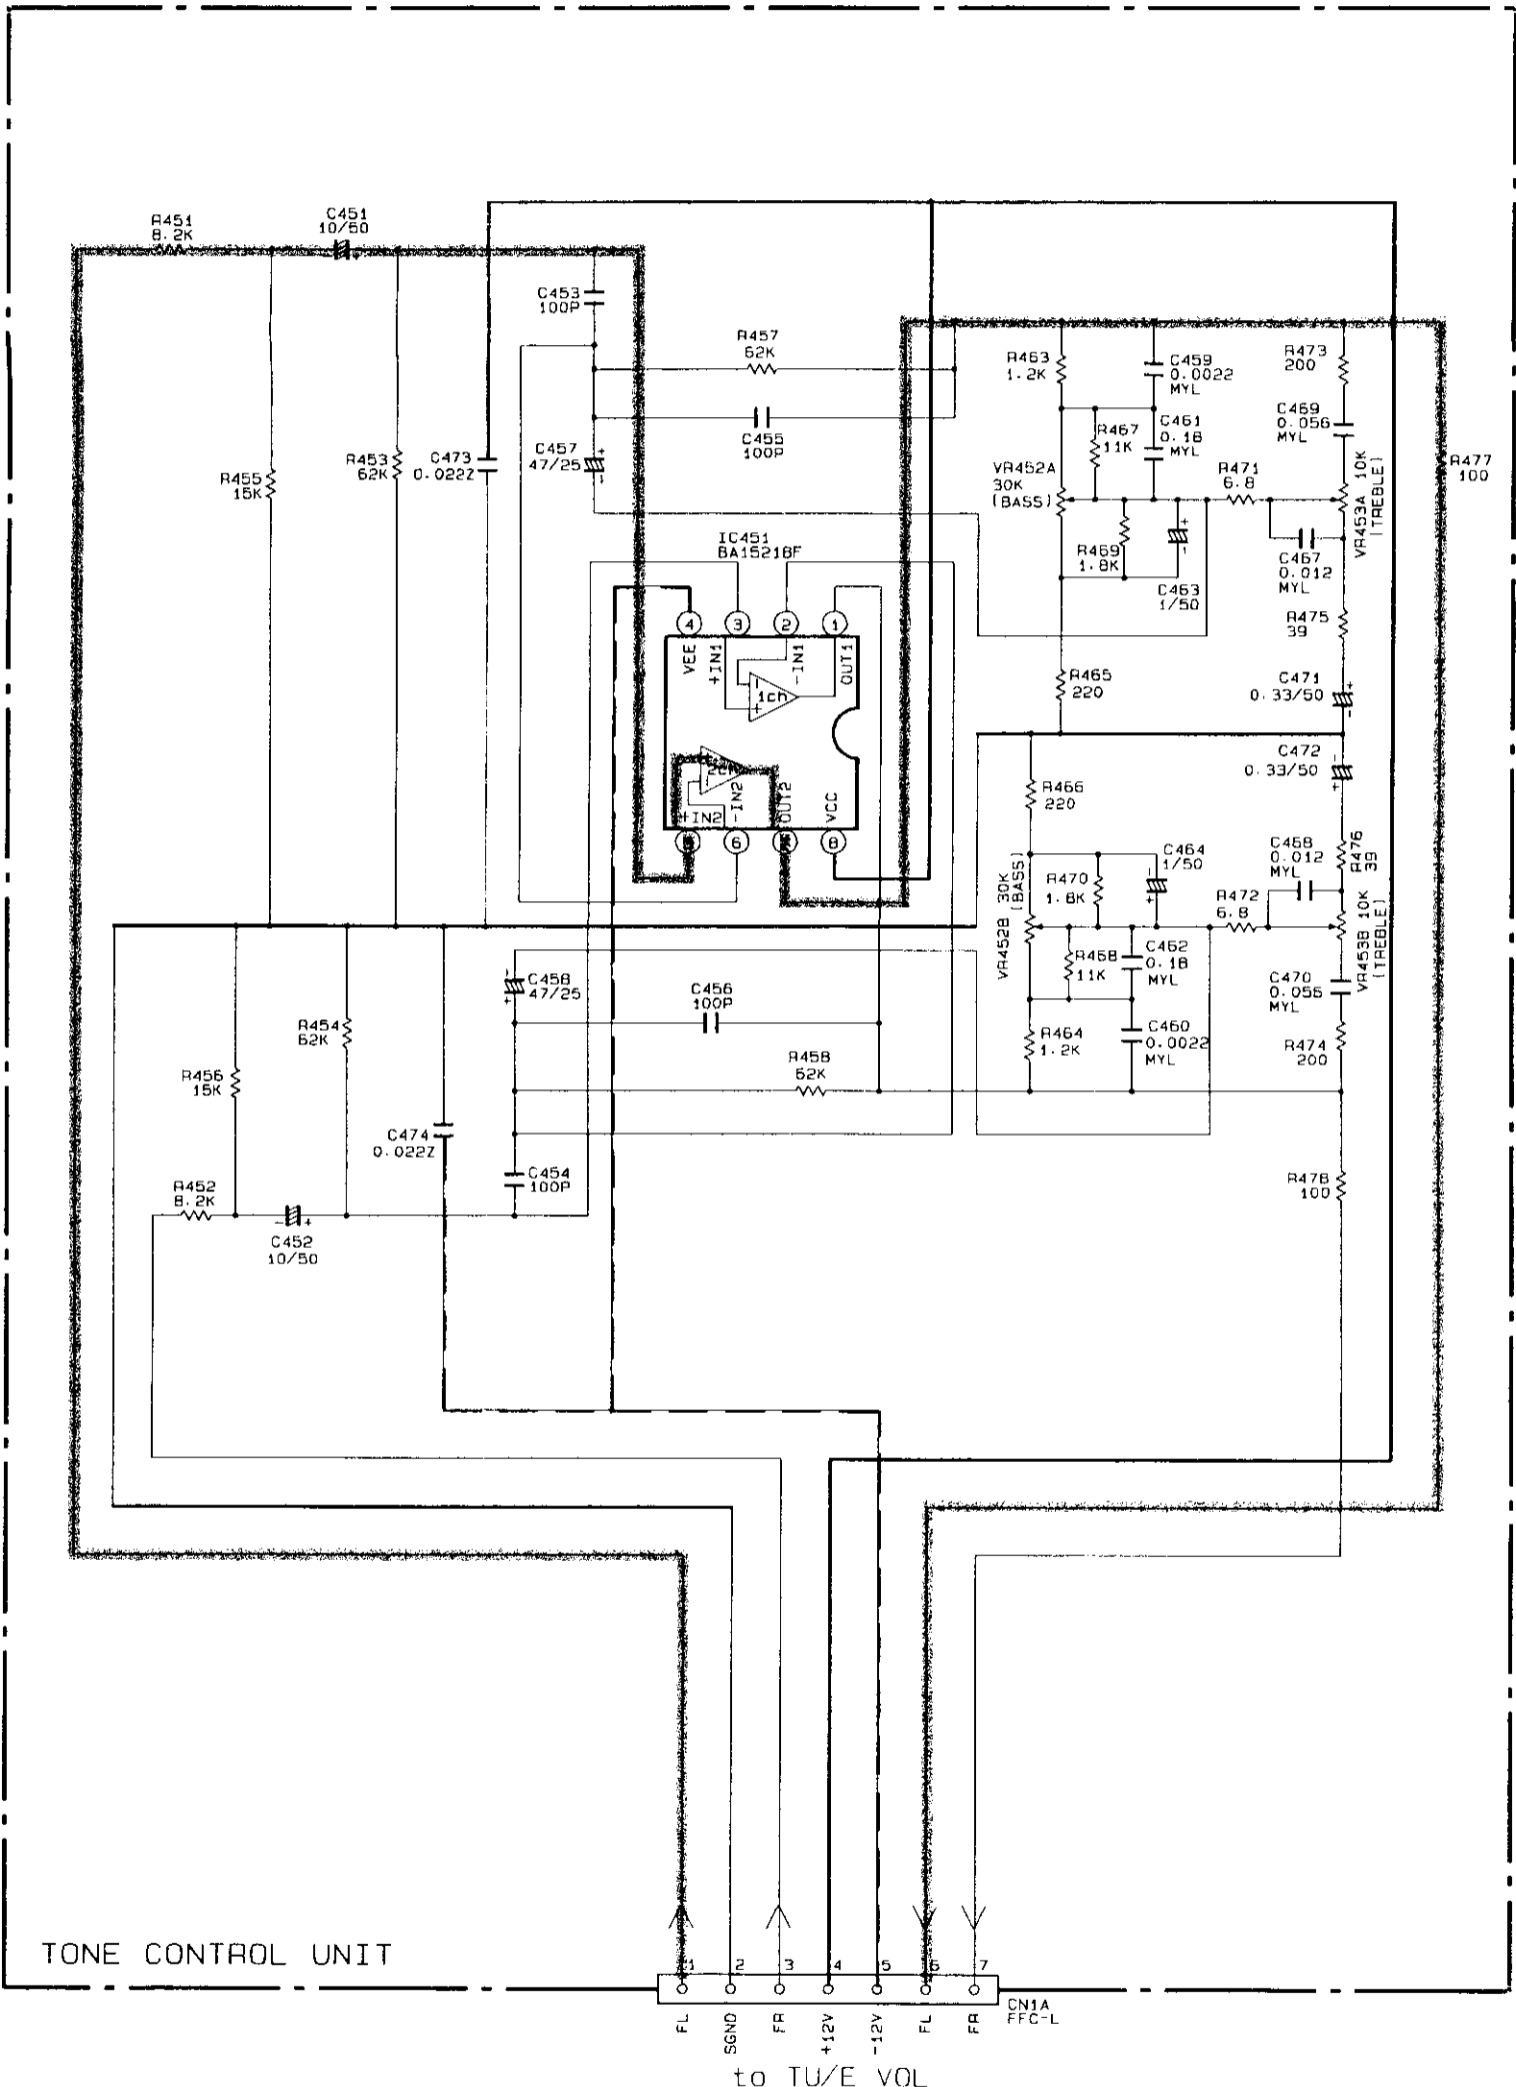 R451
8.2K
C451
10/50
C453
100P
R457
62K
R463
1.2K
C459
0.0022
MYL
R473
200
C469
0.056
MYL
R467
11K
C461
0.18
MYL
C455
100P
C457
47/25
+
-
R455
15K
R453
62K
C473
0.022Z
VR452A
30K
(BASS)
R471
6.8
VR453A 10K
(TREBLE)
R477
100
IC451
BA15218F
R469
1.8K
C463
1/50
C467
0.012
MYL
R475
39
4
3
2
1
VEE
+IN1
-IN1
OUT1
1ch
R465
220
C471
0.33/50
C472
0.33/50
2ch
+IN2
-IN2
OUT2
VCC
6
8
R466
220
C464
1/50
C468
0.012
MYL
R476
39
VR452B 30K
(BASS)
R470
1.8K
R472
6.8
VR453B 10K
(TREBLE)
R468
11K
C462
0.18
MYL
C470
0.056
MYL
C458
47/25
C456
100P
R454
62K
R464
1.2K
C460
0.0022
MYL
R474
200
R458
62K
R456
15K
C474
0.022Z
C454
100P
R452
8.2K
C452
10/50
R478
100
TONE CONTROL UNIT
1 2 3 4 5 6 7
CN1A
FFC-L
FL
SGND
FR
+12V
-12V
FL
FR
to TU/E VOL